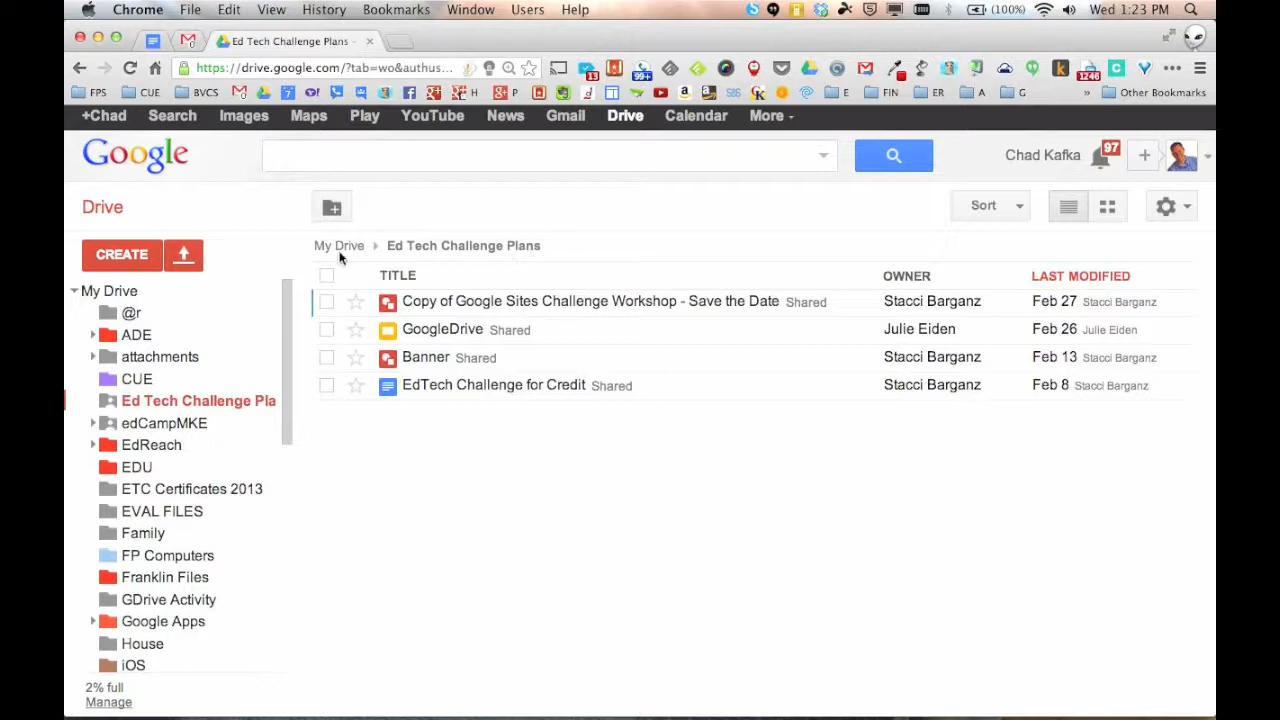 Chrome File Edit View History Bookmarks Window Users Help (100%) Wed 1:23 PM
Ed Tech Challenge Plans - ×
https://drive.google.com/?tab=wo&authus... 13 99+ 1246
FPS CUE BVCS H P E FIN ER A G » Other Bookmarks
+Chad Search Images Maps Play YouTube News Gmail Drive Calendar More
Google Chad Kafka 97 +
Drive Sort
CREATE
My Drive Ed Tech Challenge Plans
TITLE OWNER LAST MODIFIED
Copy of Google Sites Challenge Workshop - Save the Date Shared Stacci Barganz Feb 27 Stacci Barganz
GoogleDrive Shared Julie Eiden Feb 26 Julie Eiden
Banner Shared Stacci Barganz Feb 13 Stacci Barganz
EdTech Challenge for Credit Shared Stacci Barganz Feb 8 Stacci Barganz
My Drive
@r
ADE
attachments
CUE
Ed Tech Challenge Pla
edCampMKE
EdReach
EDU
ETC Certificates 2013
EVAL FILES
Family
FP Computers
Franklin Files
GDrive Activity
Google Apps
House
iOS
2% full
Manage